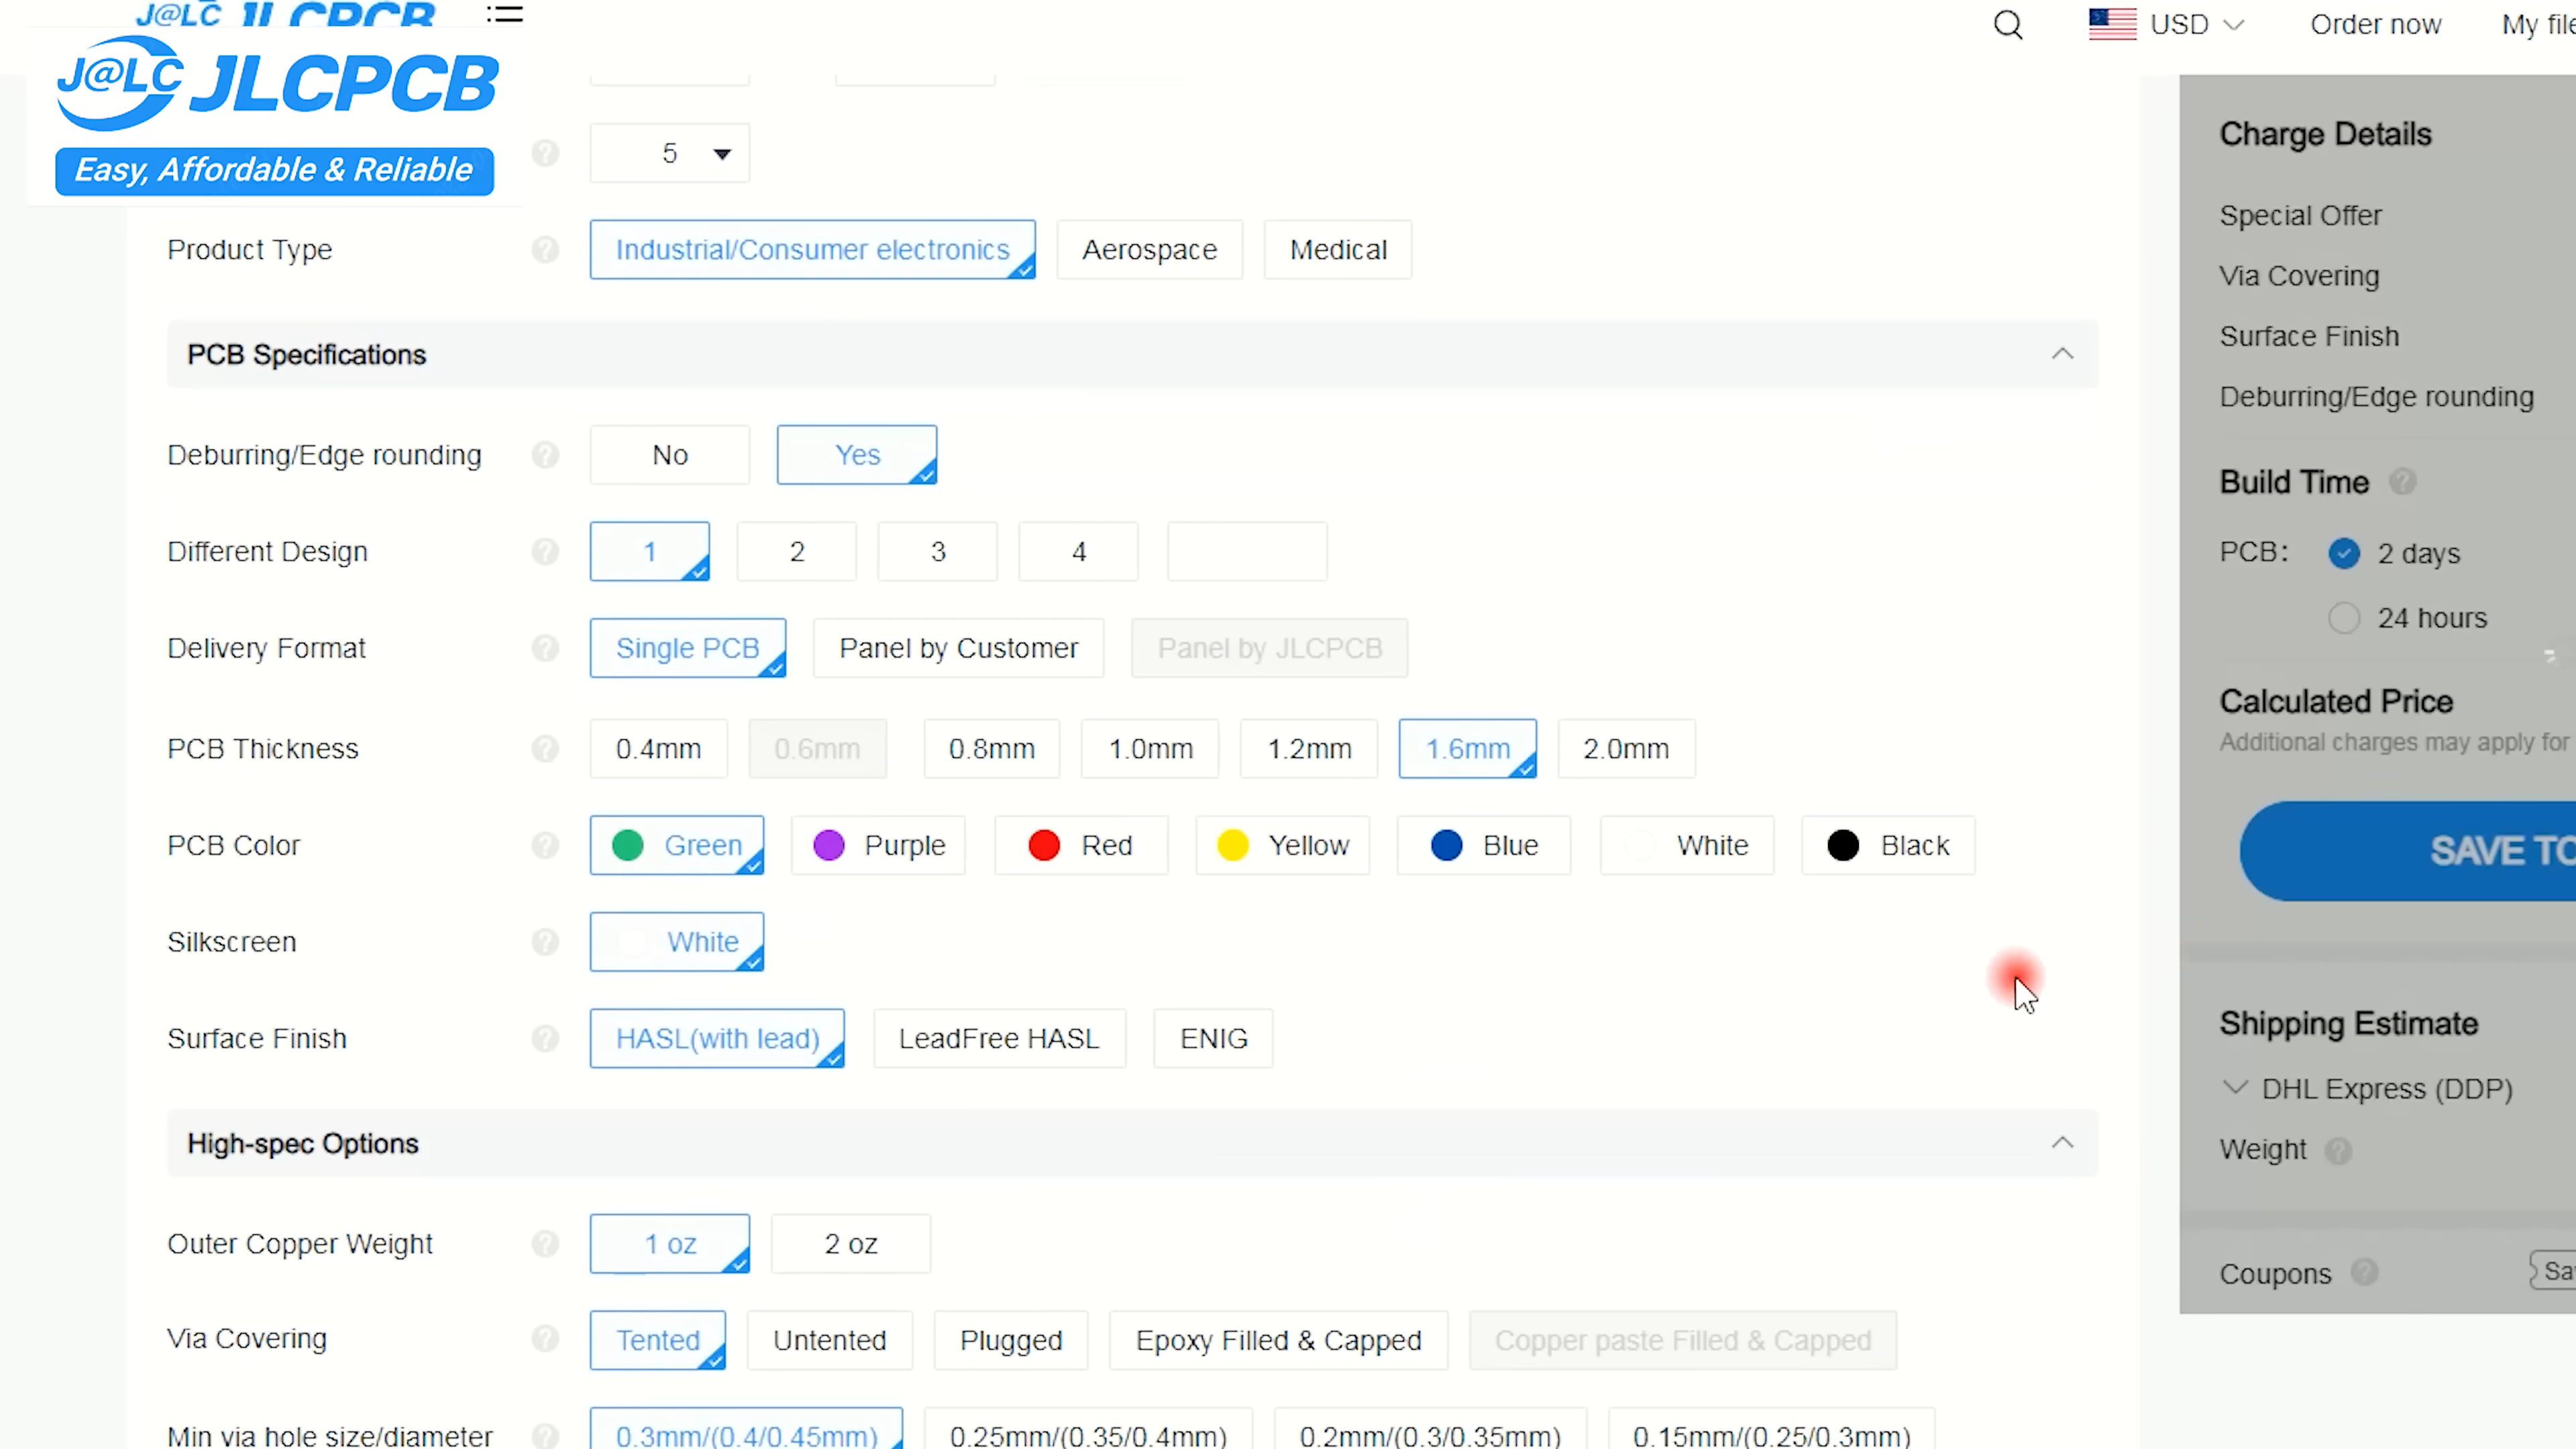 J@LC JLCPCB
USD
Order now
My file
J@LC JLCPCB
Easy, Affordable & Reliable
5
Product Type Industrial/Consumer electronics Aerospace Medical
PCB Specifications
Deburring/Edge rounding No Yes
Different Design 1 2 3 4
Delivery Format Single PCB Panel by Customer Panel by JLCPCB
PCB Thickness 0.4mm 0.6mm 0.8mm 1.0mm 1.2mm 1.6mm 2.0mm
PCB Color Green Purple Red Yellow Blue White Black
Silkscreen White
Surface Finish HASL(with lead) LeadFree HASL ENIG
High-spec Options
Outer Copper Weight 1 oz 2 oz
Via Covering Tented Untented Plugged Epoxy Filled & Capped Copper paste Filled & Capped
Min via hole size/diameter 0.3mm/(0.4/0.45mm) 0.25mm/(0.35/0.4mm) 0.2mm/(0.3/0.35mm) 0.15mm/(0.25/0.3mm)
Charge Details
Special Offer
Via Covering
Surface Finish
Deburring/Edge rounding
Build Time
PCB: 2 days
24 hours
Calculated Price
Additional charges may apply for
SAVE TO
Shipping Estimate
DHL Express (DDP)
Weight
Coupons Sa